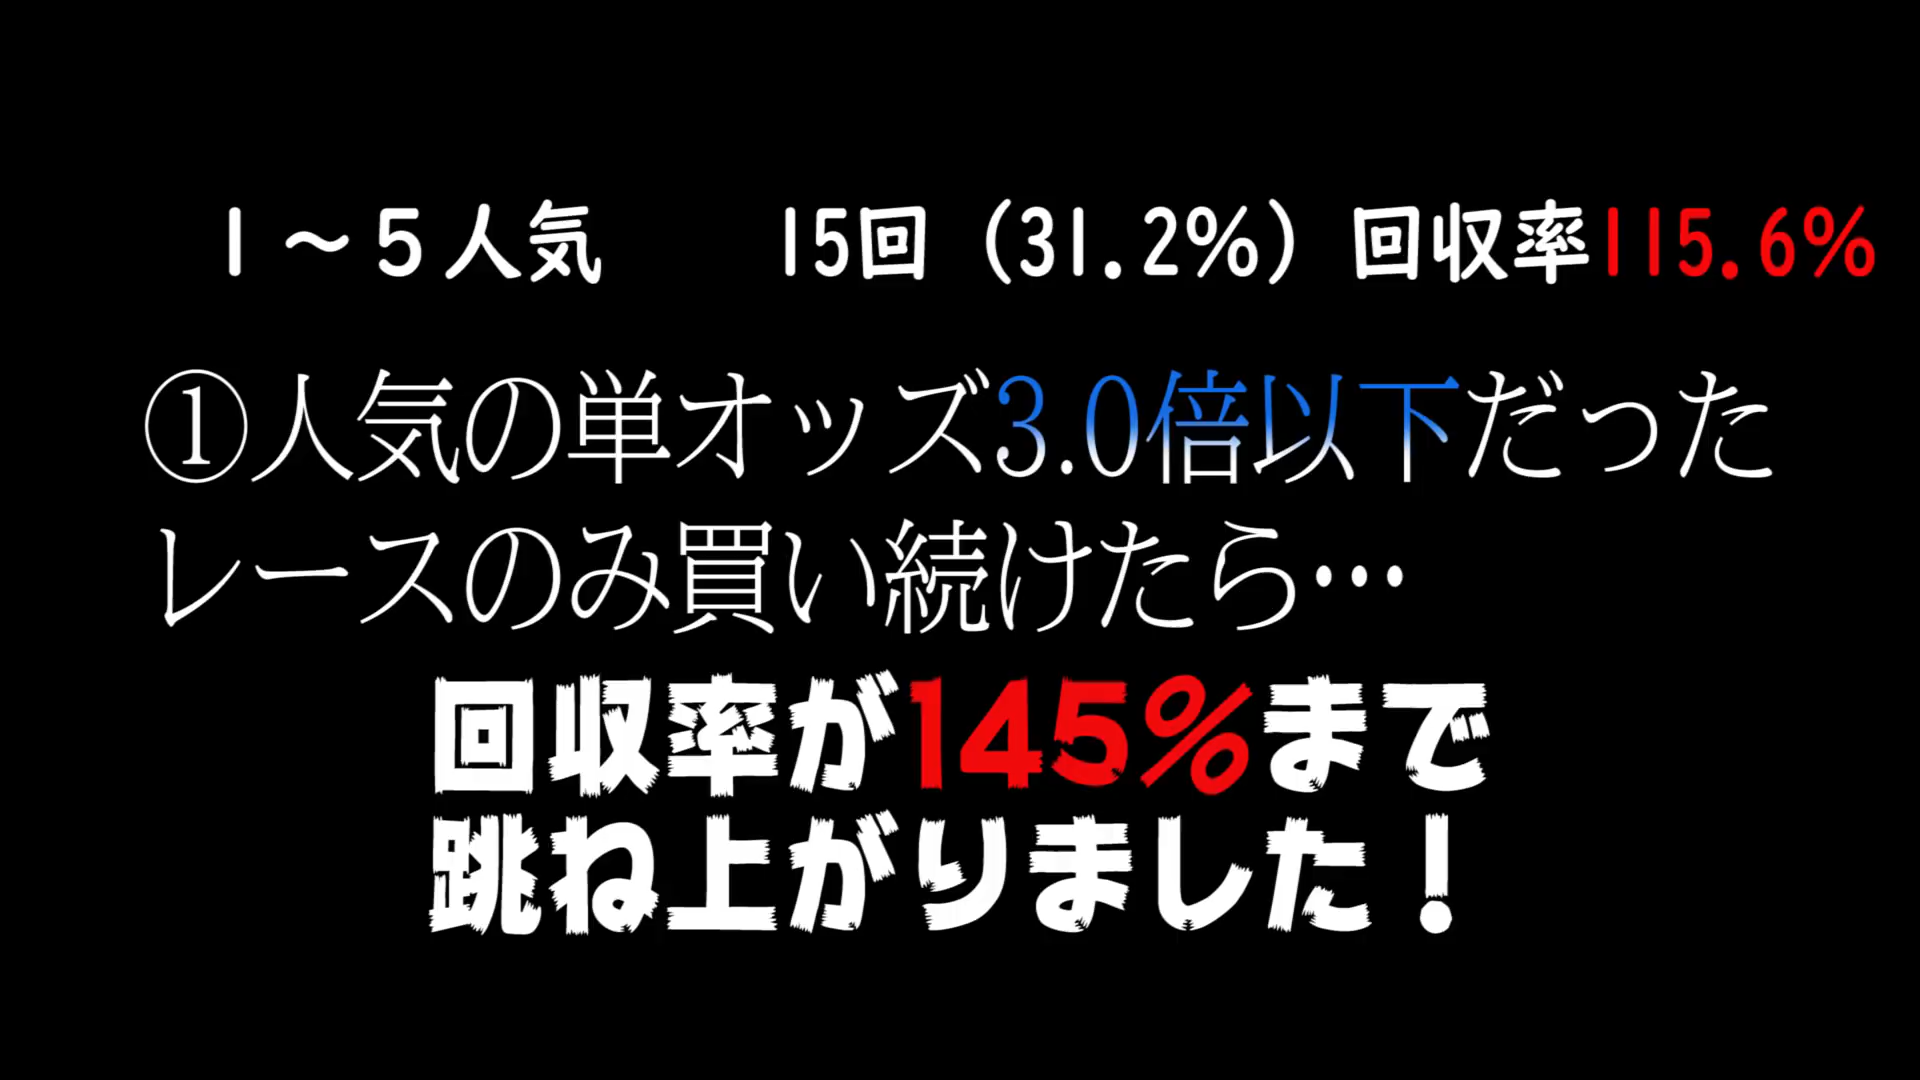 １～５人気　　15回（31.2%）回収率115.6%
①人気の単オッズ3.0倍以下だった
レースのみ買い続けたら…
回収率が145%まで
跳ね上がりました！